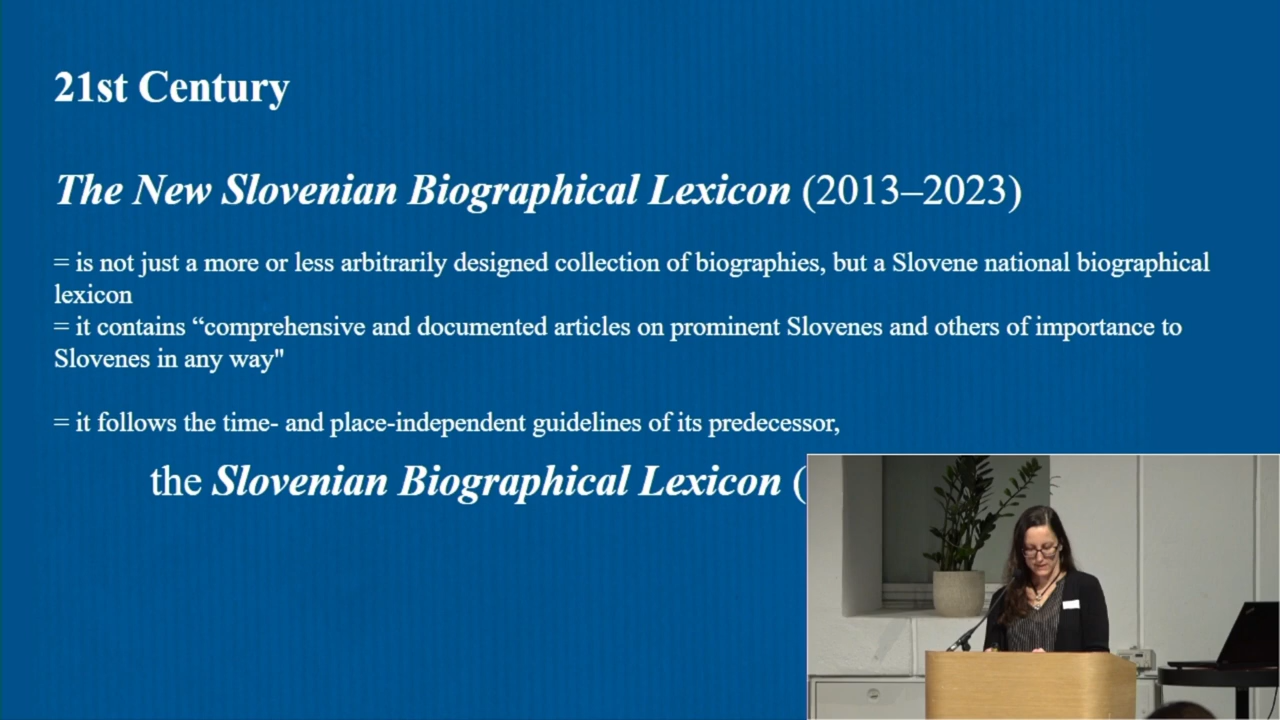 21st Century
The New Slovenian Biographical Lexicon (2013–2023)
= is not just a more or less arbitrarily designed collection of biographies, but a Slovene national biographical
lexicon
= it contains “comprehensive and documented articles on prominent Slovenes and others of importance to
Slovenes in any way"
= it follows the time- and place-independent guidelines of its predecessor,
the Slovenian Biographical Lexicon (